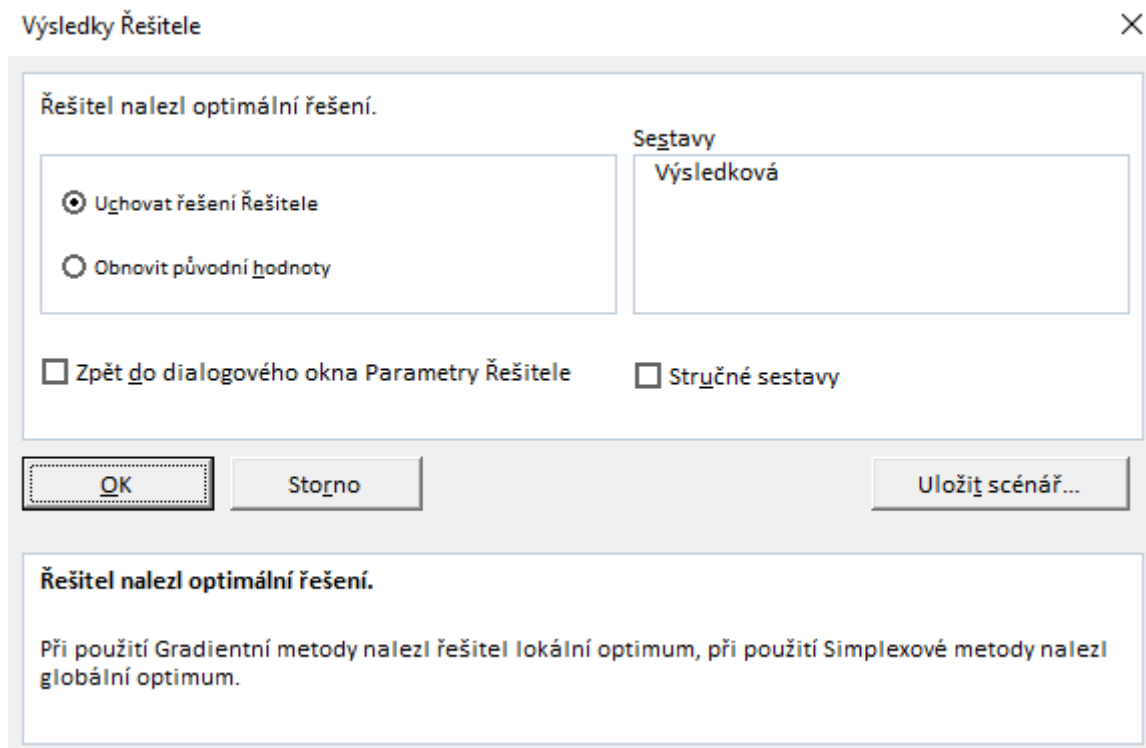 Výsledky Řešitele
Řešitel nalezl optimální řešení.
Sestavy
Výsledková
Uchovat řešení Řešitele
Obnovit původní hodnoty
Zpět do dialogového okna Parametry Řešitele
Stručné sestavy
OK
Storno
Uložit scénář...
Řešitel nalezl optimální řešení.
Při použití Gradientní metody nalezl řešitel lokální optimum, při použití Simplexové metody nalezl
globální optimum.